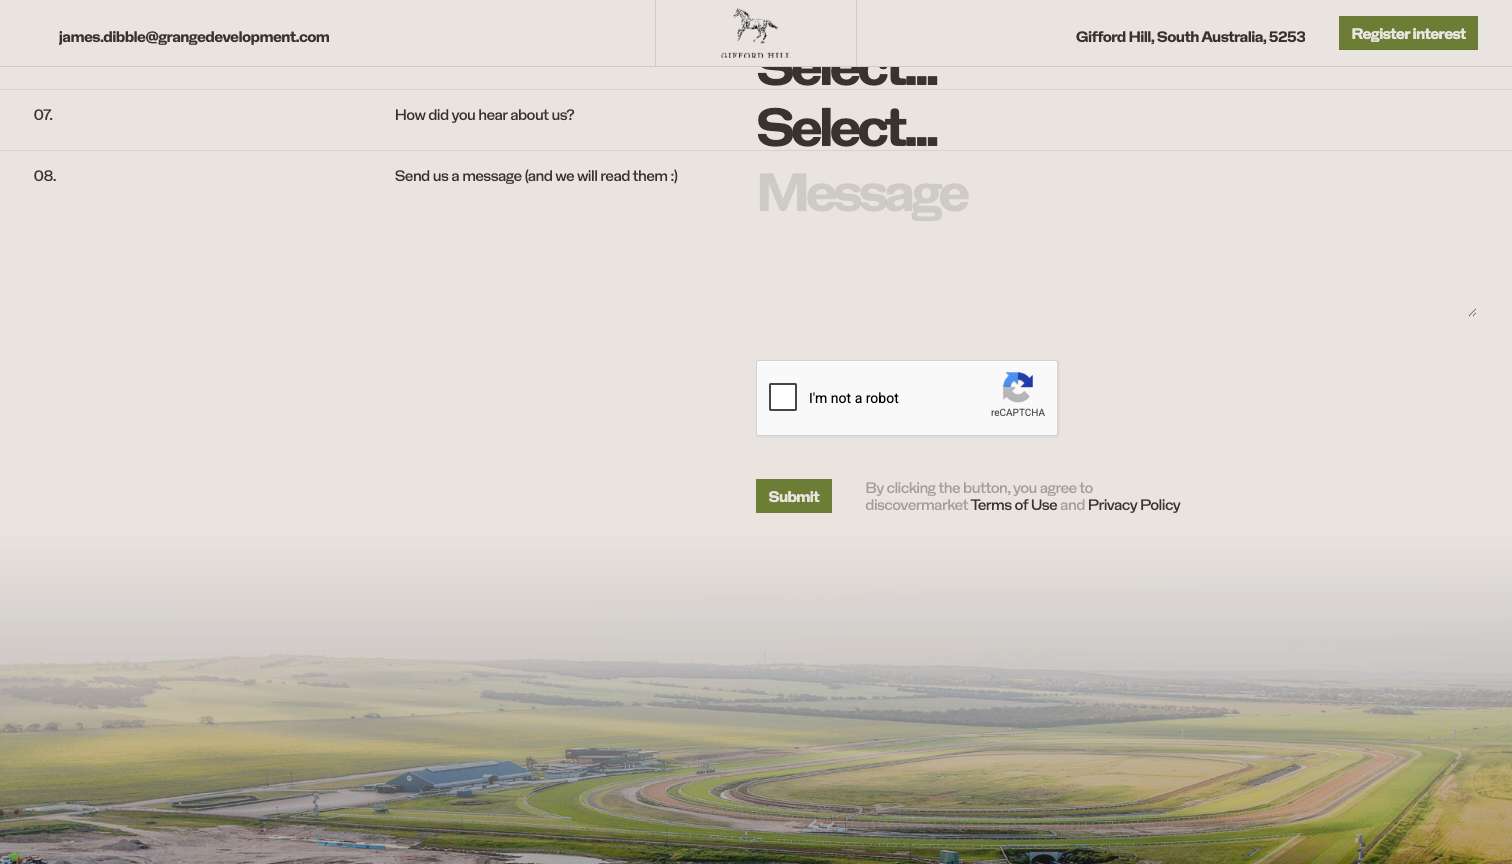 james.dibble@grangedevelopment.com
GIFFORD HILL
Gifford Hill, South Australia, 5253
Register interest
Select...
07.
How did you hear about us?
Select...
08.
Send us a message (and we will read them :)
Message
I'm not a robot
reCAPTCHA
Submit
By clicking the button, you agree to
discovermarket Terms of Use and Privacy Policy